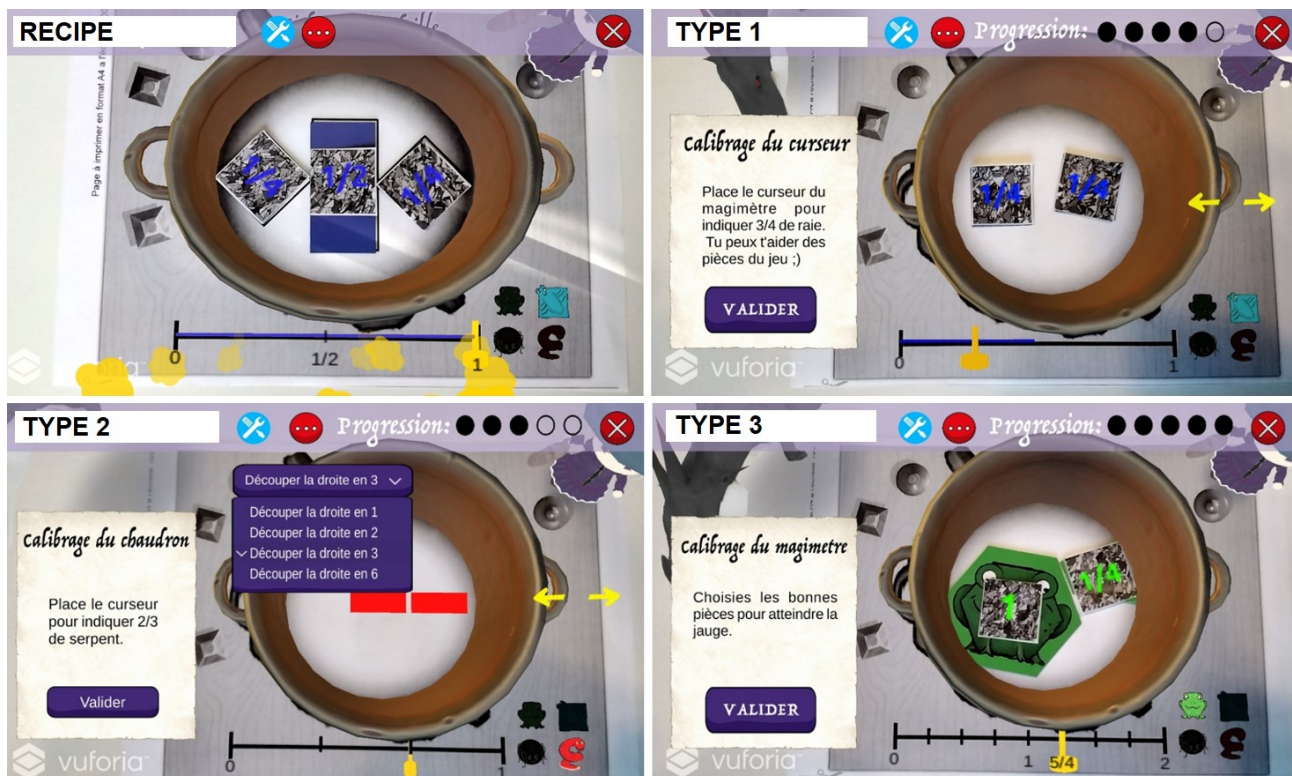 RECIPE
Page à imprimer en format A4 a l'
1/2
1/4
0
1/2
1
vuforia
TYPE 1
Progression:
Calibrage du curseur
Place le curseur du
magimètre pour
indiquer 3/4 de raie.
Tu peux t'aider des
pièces du jeu ;)
VALIDER
1/4
1/4
0
1
vuforia
TYPE 2
Progression:
Découper la droite en 3
Découper la droite en 1
Découper la droite en 2
Découper la droite en 3
Découper la droite en 6
Calibrage du chaudron
Place le curseur
pour indiquer 2/3
de serpent.
Valider
0
1
vuforia
TYPE 3
Progression:
Calibrage du magimetre
Choisies les bonnes
pièces pour atteindre la
jauge.
VALIDER
1
1/4
0
1
5/4
2
vuforia